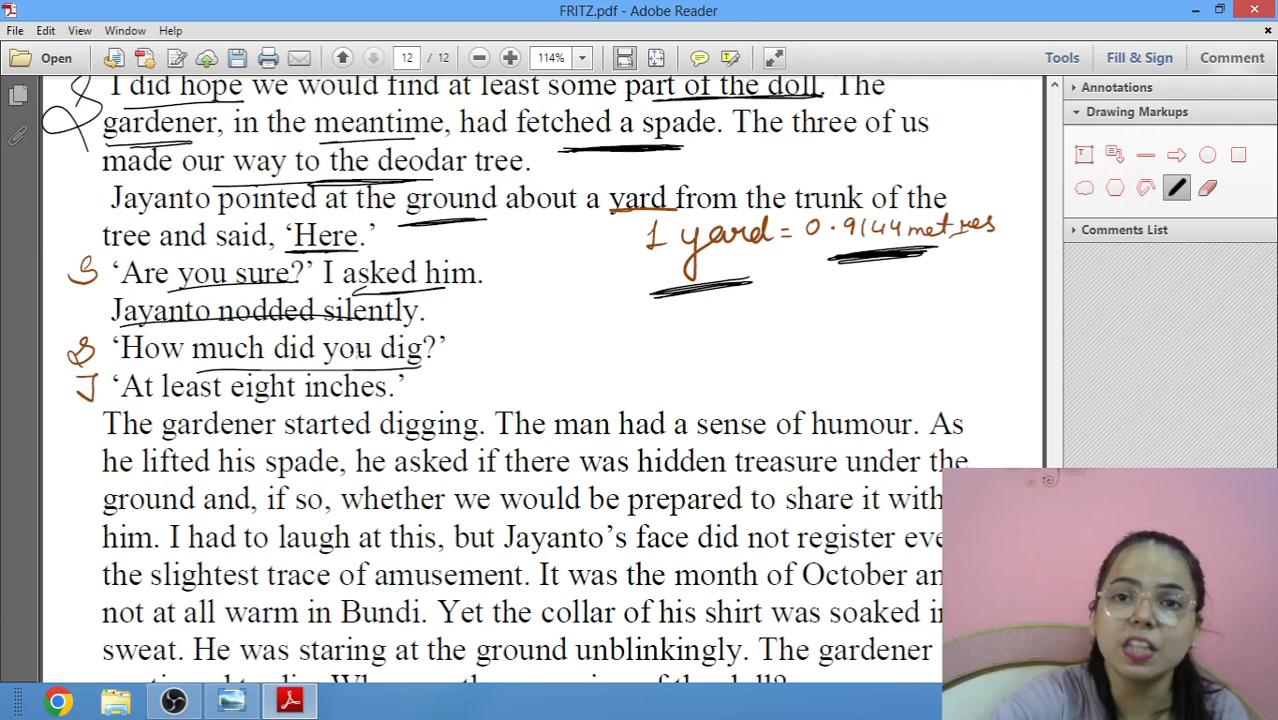 FRITZ.pdf - Adobe Reader
File Edit View Window Help
Open 12 / 12 114% Tools Fill & Sign Comment
I did hope we would find at least some part of the doll. The
gardener, in the meantime, had fetched a spade. The three of us
made our way to the deodar tree.
Jayanto pointed at the ground about a yard from the trunk of the
tree and said, ‘Here.’
1 yard = 0.9144 metres
S ‘Are you sure?’ I asked him.
Jayanto nodded silently.
S ‘How much did you dig?’
J ‘At least eight inches.’
The gardener started digging. The man had a sense of humour. As
he lifted his spade, he asked if there was hidden treasure under the
ground and, if so, whether we would be prepared to share it with
him. I had to laugh at this, but Jayanto’s face did not register eve
the slightest trace of amusement. It was the month of October an
not at all warm in Bundi. Yet the collar of his shirt was soaked in
sweat. He was staring at the ground unblinkingly. The gardener
Annotations
Drawing Markups
T
Comments List